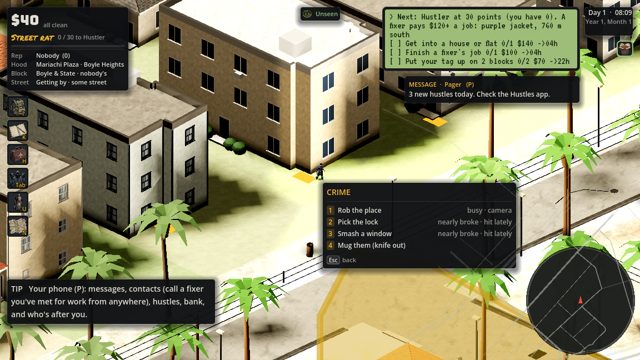 $40 all clean
STREET RAT 0 / 30 to Hustler
Rep Nobody (0)
Hood Mariachi Plaza · Boyle Heights
Block Boyle & State · nobody's
Street Getting by · some street
Unseen
> Next: Hustler at 30 points (you have 0). A
fixer pays $120+ a job: purple jacket, 760 m
south
[ ] Get into a house or flat 0/1 $140 ->04h
[ ] Finish a fixer's job 0/1 $100 ->04h
[ ] Put your tag up on 2 blocks 0/2 $70 ->22h
Day 1 · 08:09
Year 1, Month 1
MESSAGE · Pager (P)
3 new hustles today. Check the Hustles app.
Tab
CRIME
1 Rob the place busy · camera
2 Pick the lock nearly broke · hit lately
3 Smash a window nearly broke · hit lately
4 Mug them (knife out)
Esc back
TIP Your phone (P): messages, contacts (call a fixer
you've met for work from anywhere), hustles, bank,
and who's after you.